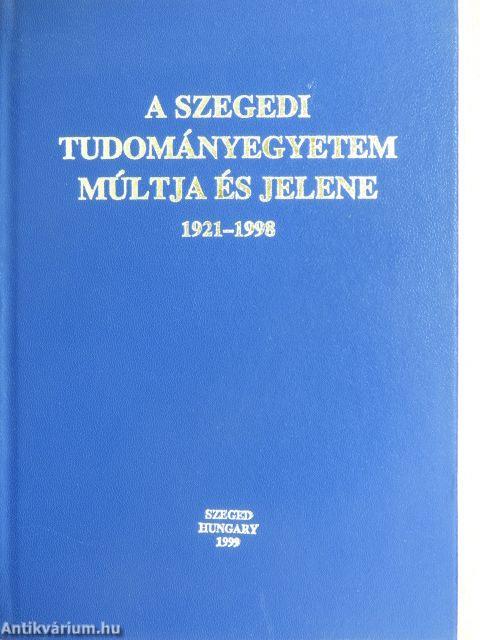 A SZEGEDI
TUDOMÁNYEGYETEM
MÚLTJA ÉS JELENE
1921–1998
SZEGED
HUNGARY
1999
Antikvárium.hu